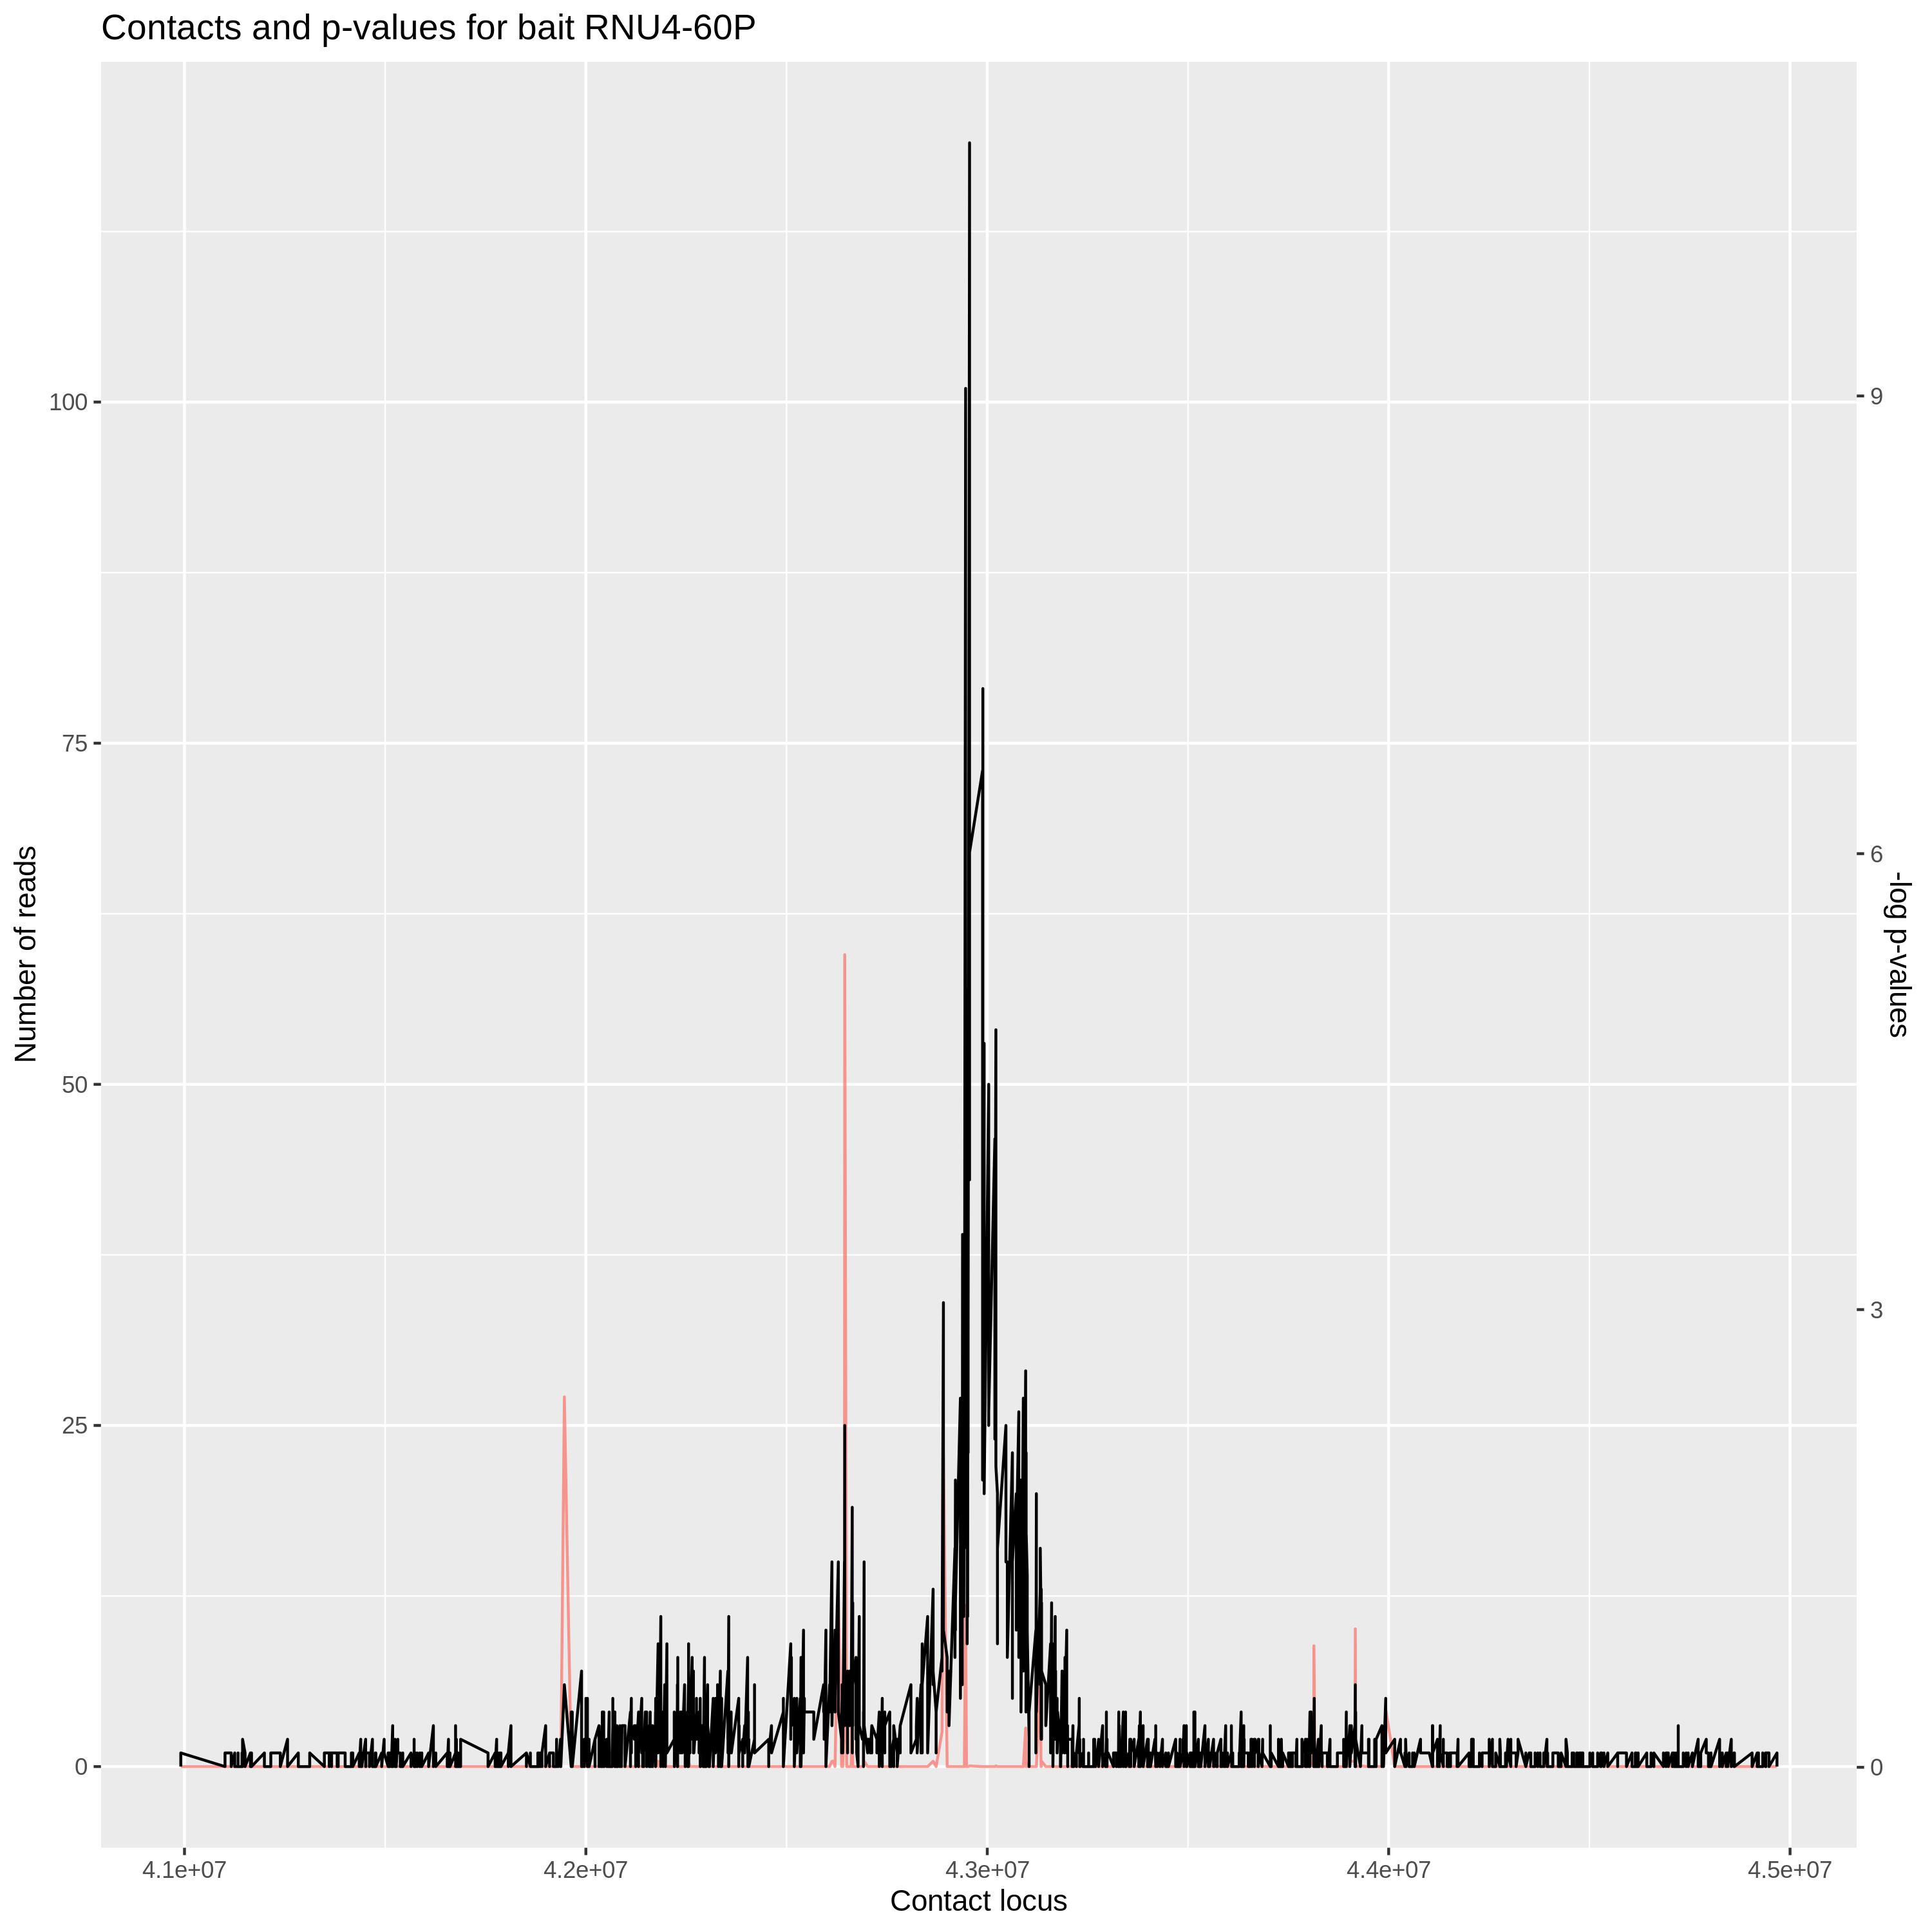 Contacts and p-values for bait RNU4-60P
Number of reads
100
75
50
25
0
9
6
3
0
-log p-values
4.1e+07 4.2e+07 4.3e+07 4.4e+07 4.5e+07
Contact locus